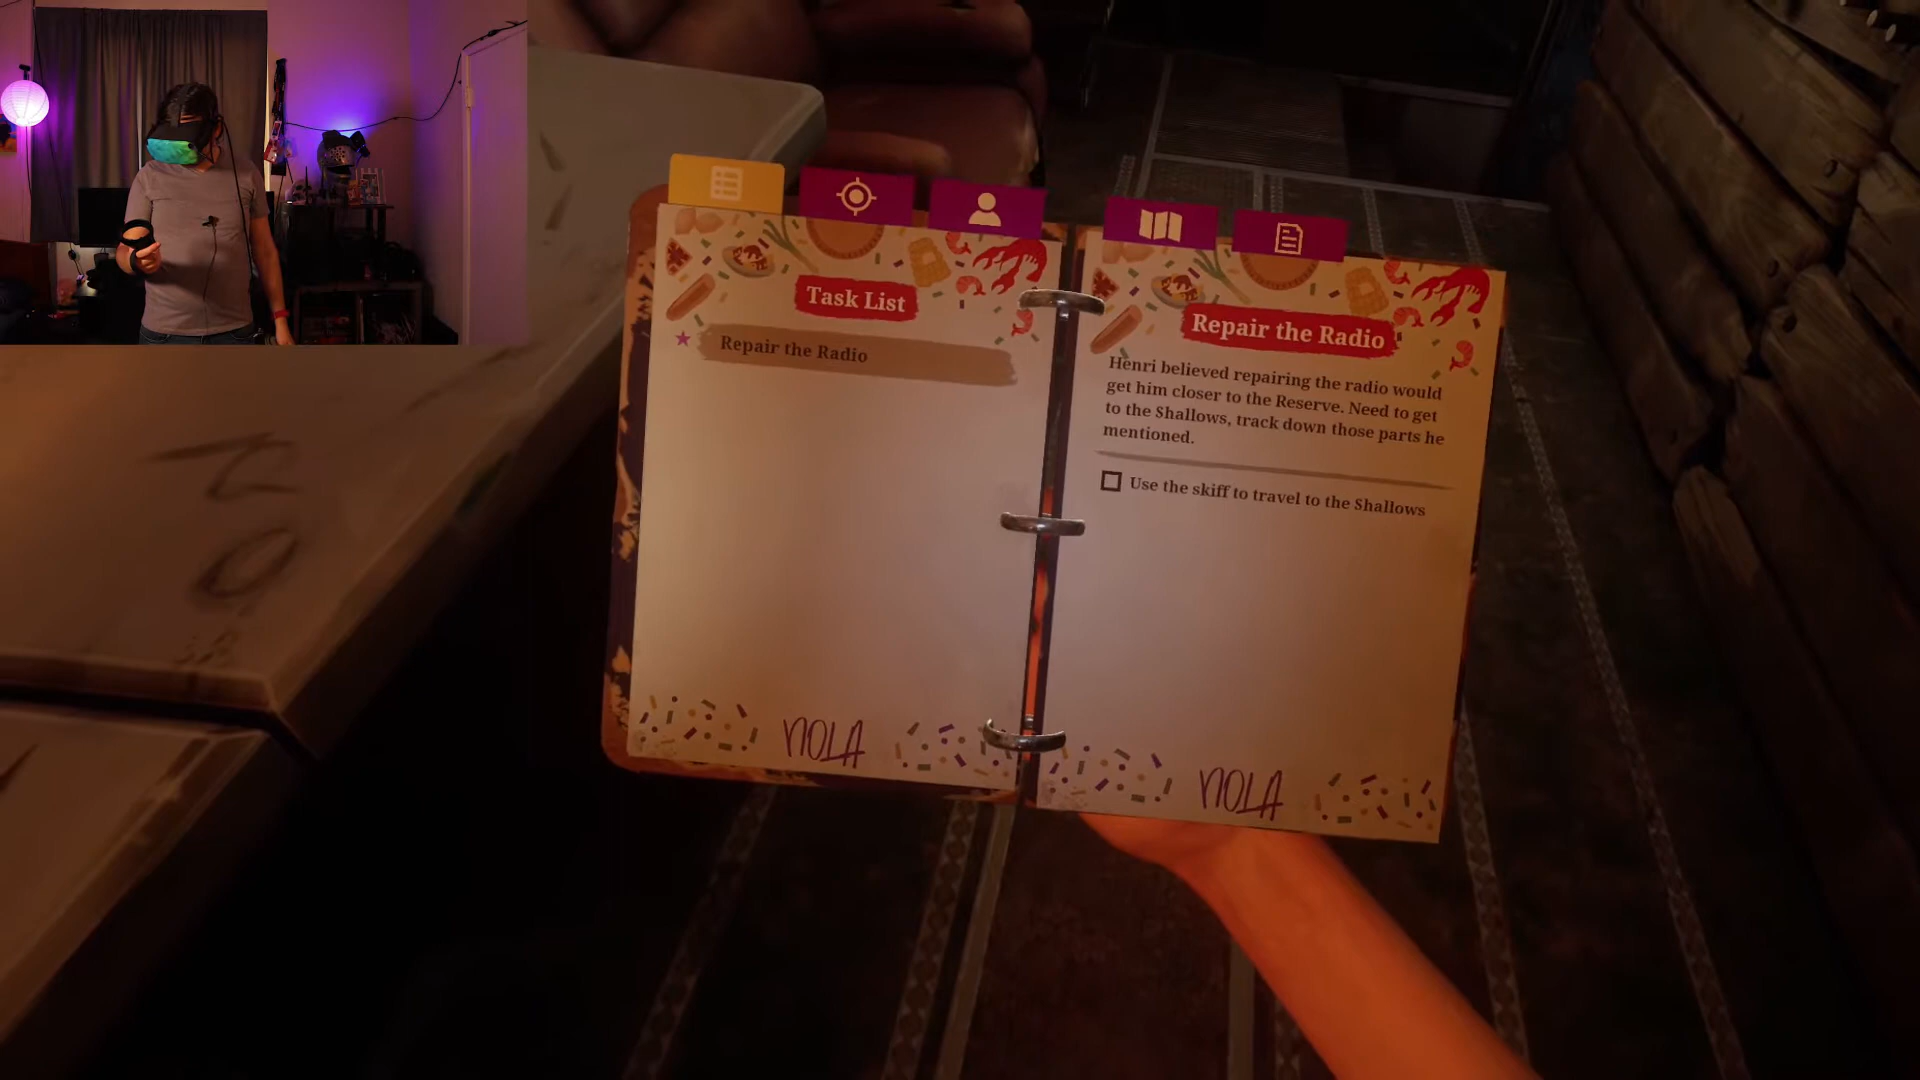 Task List
Repair the Radio
NOLA
Repair the Radio
Henri believed repairing the radio would
get him closer to the Reserve. Need to get
to the Shallows, track down those parts he
mentioned.
Use the skiff to travel to the Shallows
NOLA